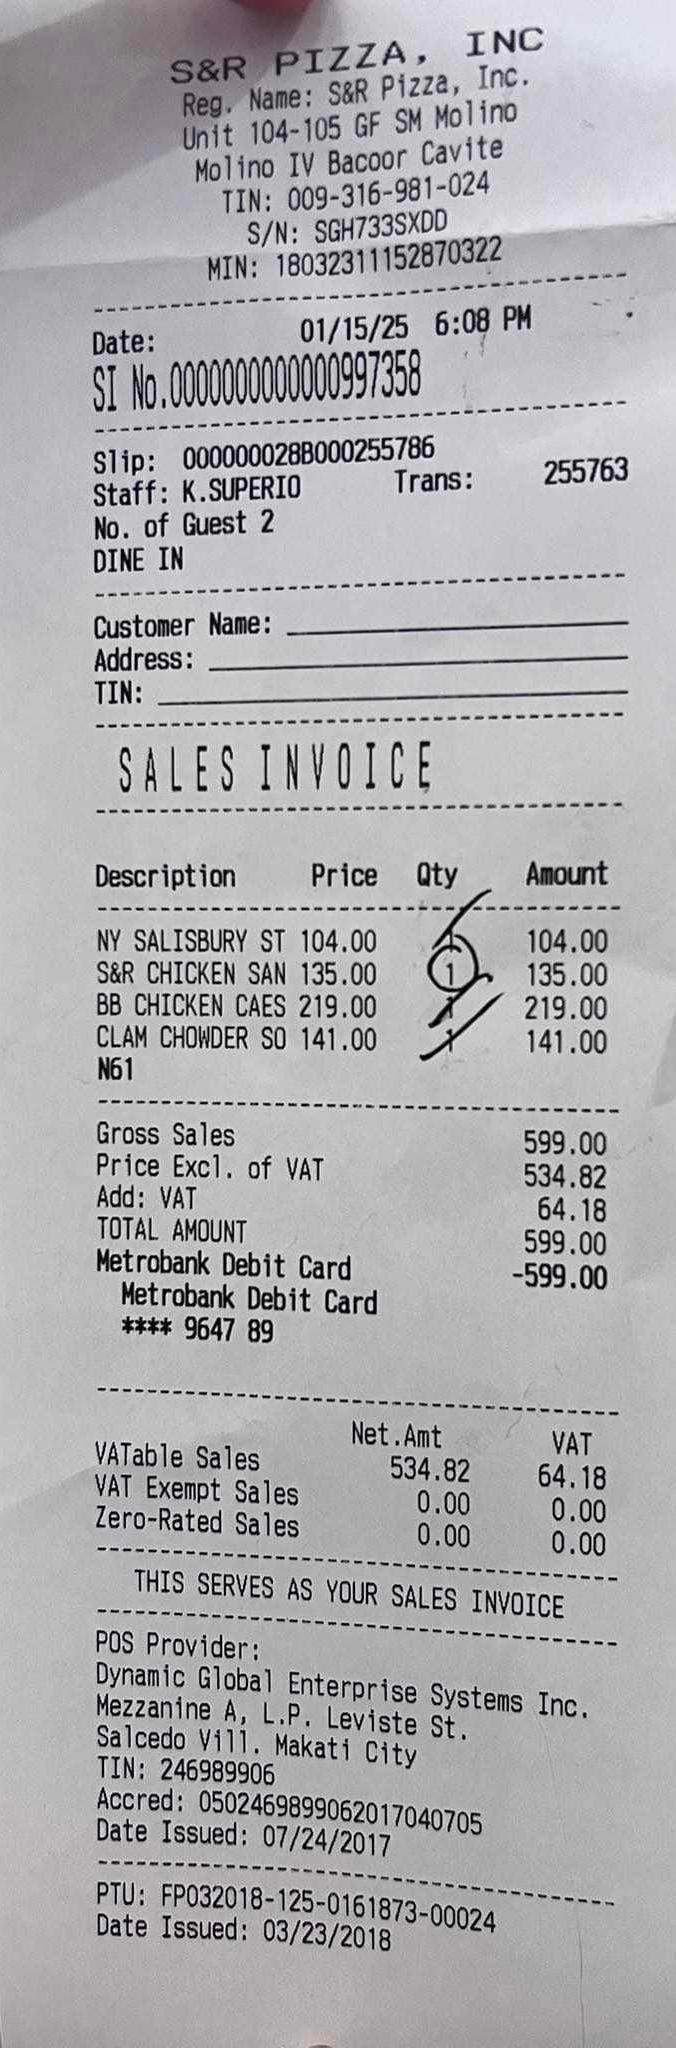 S&R PIZZA, INC
Reg. Name: S&R Pizza, Inc.
Unit 104-105 GF SM Molino
Molino IV Bacoor Cavite
TIN: 009-316-981-024
S/N: SGH733SXDD
MIN: 18032311152870322
Date: 01/15/25 6:08 PM
SI No.0000000000000997358
Slip: 000000028B000255786
Staff: K.SUPERIO Trans: 255763
No. of Guest 2
DINE IN
Customer Name:
Address:
TIN:
SALES INVOICE
Description Price Qty Amount
NY SALISBURY ST 104.00 1 104.00
S&R CHICKEN SAN 135.00 1 135.00
BB CHICKEN CAES 219.00 1 219.00
CLAM CHOWDER SO 141.00 1 141.00
N61
Gross Sales 599.00
Price Excl. of VAT 534.82
Add: VAT 64.18
TOTAL AMOUNT 599.00
Metrobank Debit Card -599.00
Metrobank Debit Card
**** 9647 89
Net.Amt VAT
VATable Sales 534.82 64.18
VAT Exempt Sales 0.00 0.00
Zero-Rated Sales 0.00 0.00
THIS SERVES AS YOUR SALES INVOICE
POS Provider:
Dynamic Global Enterprise Systems Inc.
Mezzanine A, L.P. Leviste St.
Salcedo Vill. Makati City
TIN: 246989906
Accred: 0502469899062017040705
Date Issued: 07/24/2017
PTU: FP032018-125-0161873-00024
Date Issued: 03/23/2018